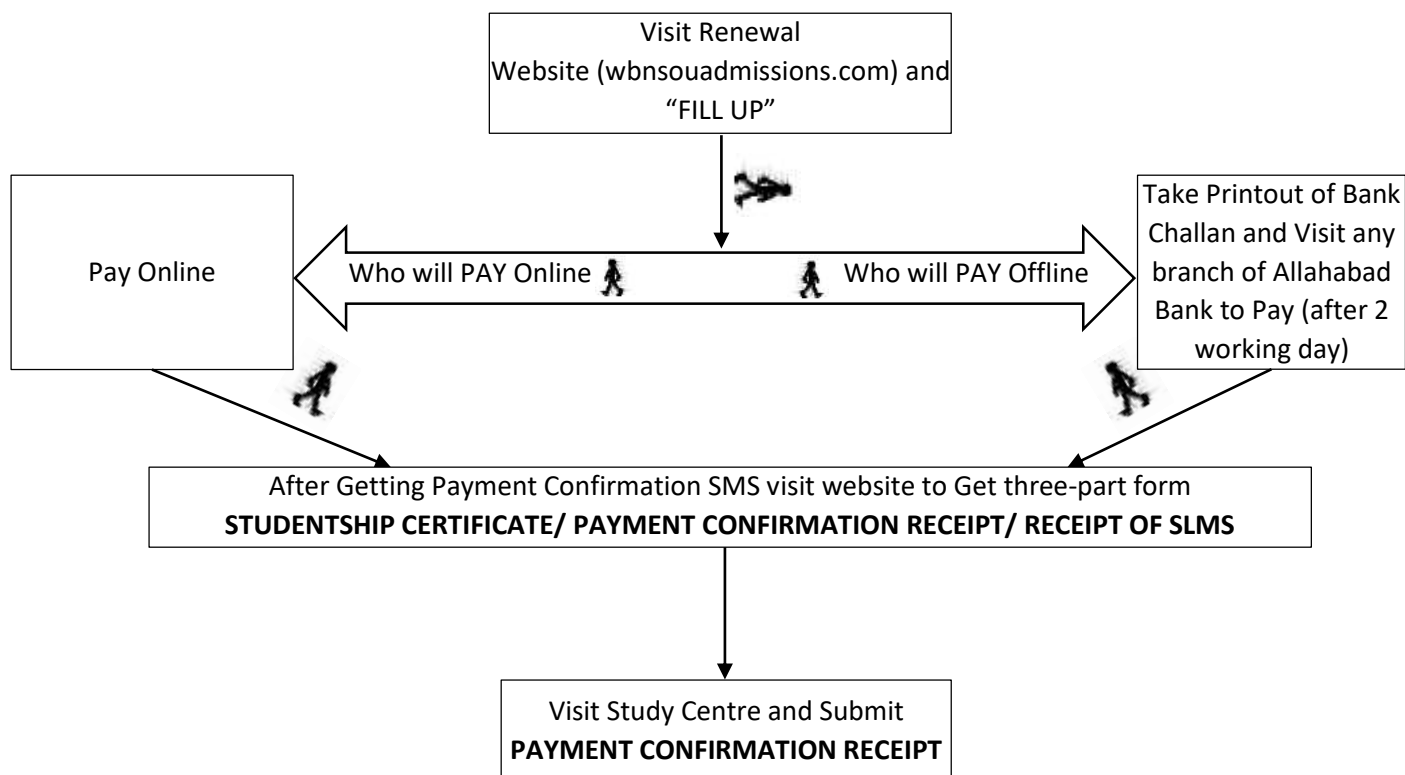 Visit Renewal
Website (wbnsouadmissions.com) and
“FILL UP”
Pay Online
Who will PAY Online
Who will PAY Offline
Take Printout of Bank
Challan and Visit any
branch of Allahabad
Bank to Pay (after 2
working day)
After Getting Payment Confirmation SMS visit website to Get three-part form
STUDENTSHIP CERTIFICATE/ PAYMENT CONFIRMATION RECEIPT/ RECEIPT OF SLMS
Visit Study Centre and Submit
PAYMENT CONFIRMATION RECEIPT